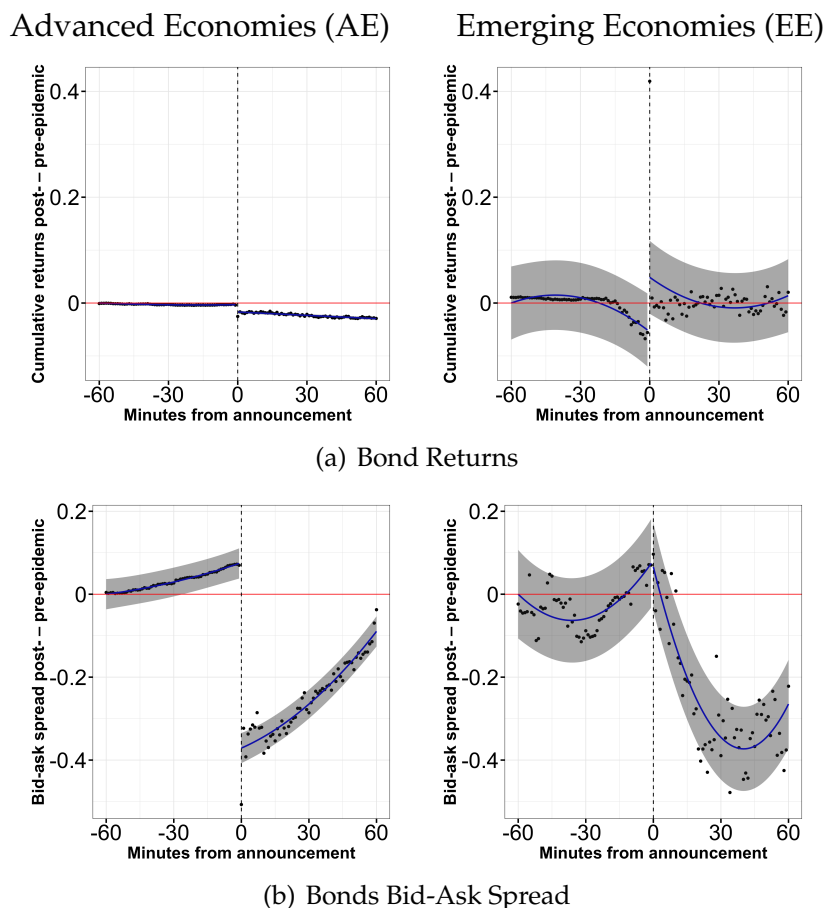 Advanced Economies (AE)
Emerging Economies (EE)
Cumulative returns post- – pre-epidemic
0.4
0.2
0
-60
-30
0
30
60
Minutes from announcement
Cumulative returns post- – pre-epidemic
0.4
0.2
0
-60
-30
0
30
60
Minutes from announcement
(a) Bond Returns
Bid-ask spread post- – pre-epidemic
0.2
0
-0.2
-0.4
-60
-30
0
30
60
Minutes from announcement
Bid-ask spread post- – pre-epidemic
0.2
0
-0.2
-0.4
-60
-30
0
30
60
Minutes from announcement
(b) Bonds Bid-Ask Spread